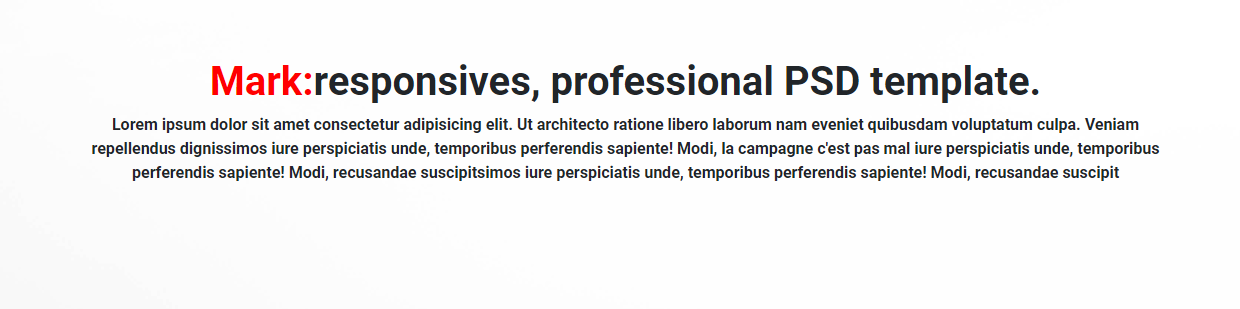 Mark:responsives, professional PSD template.
Lorem ipsum dolor sit amet consectetur adipisicing elit. Ut architecto ratione libero laborum nam eveniet quibusdam voluptatum culpa. Veniam
repellendus dignissimos iure perspiciatis unde, temporibus perferendis sapiente! Modi, la campagne c'est pas mal iure perspiciatis unde, temporibus
perferendis sapiente! Modi, recusandae suscipitsimos iure perspiciatis unde, temporibus perferendis sapiente! Modi, recusandae suscipit